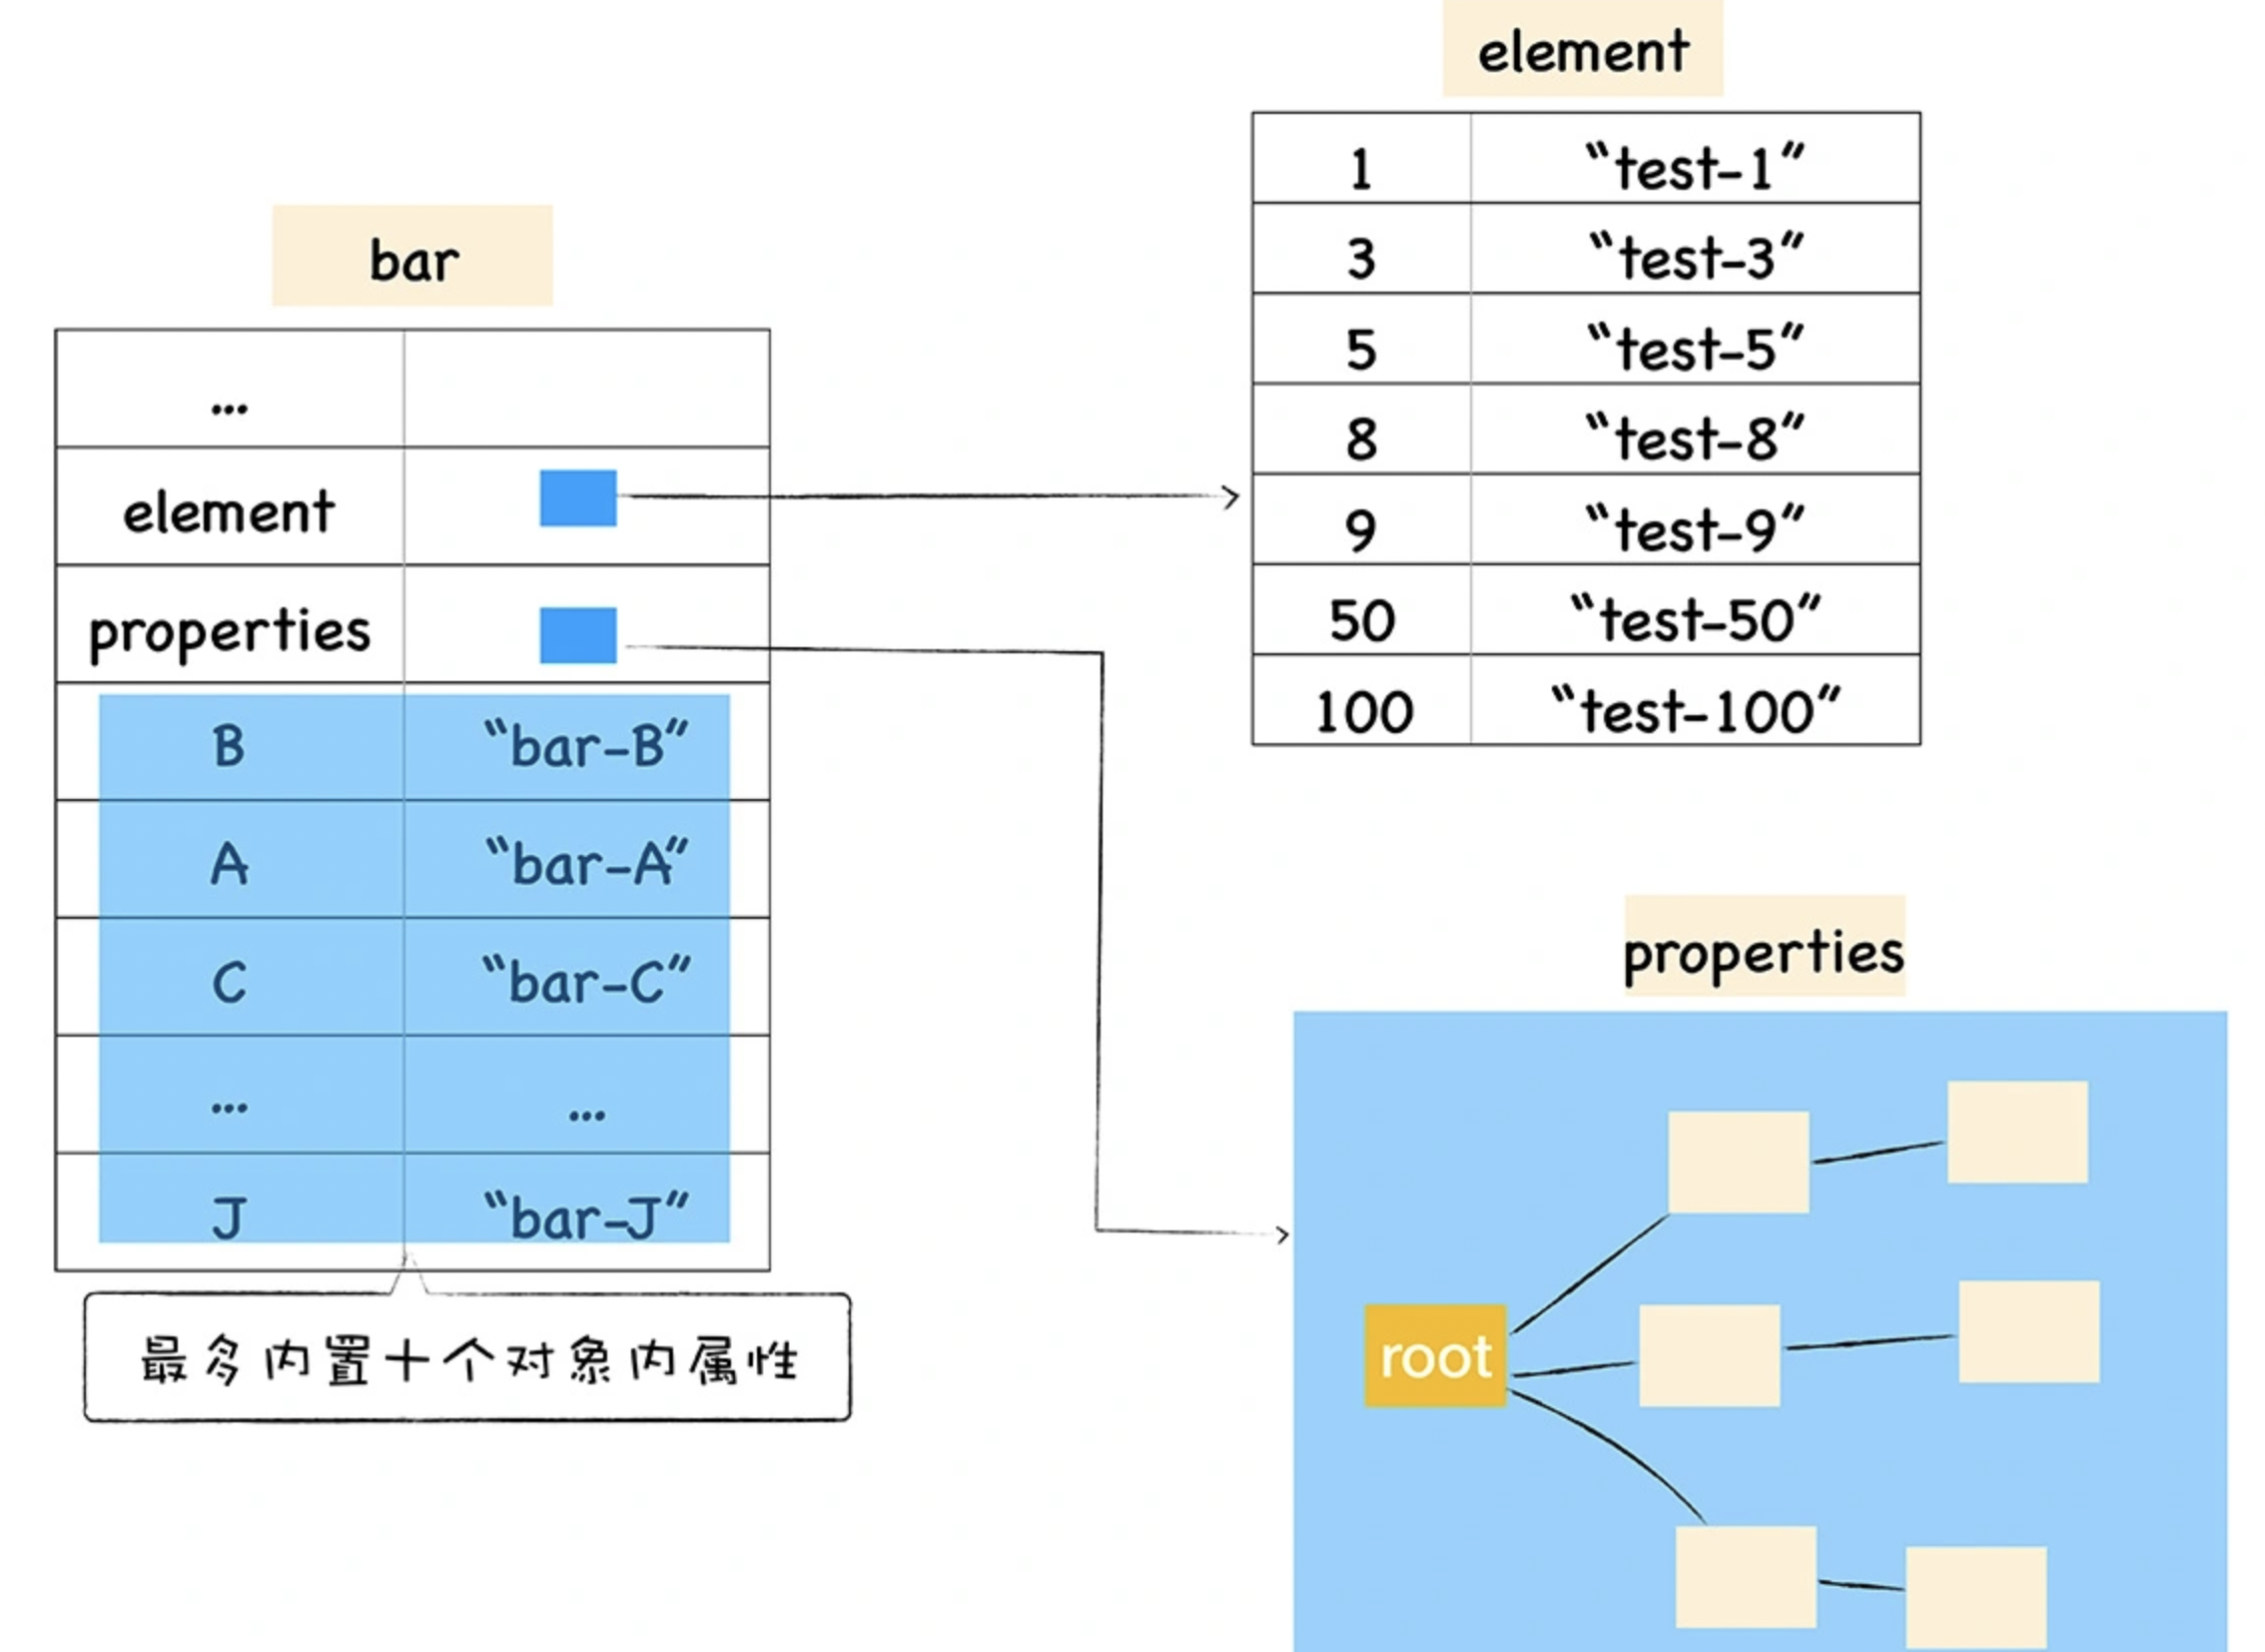 bar
...
element
properties
B “bar-B”
A “bar-A”
C “bar-C”
... ...
J “bar-J”
最多内置十个对象内属性
element
1 “test-1”
3 “test-3”
5 “test-5”
8 “test-8”
9 “test-9”
50 “test-50”
100 “test-100”
properties
root